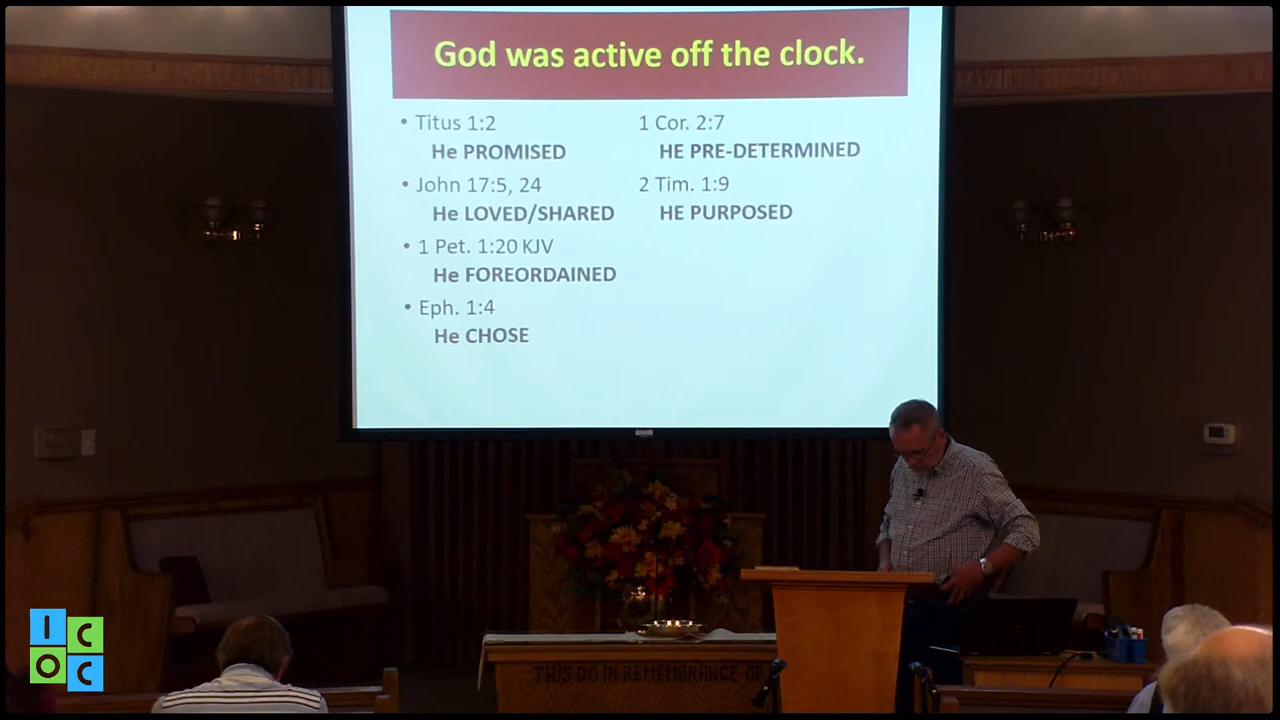 God was active off the clock.
• Titus 1:2
He PROMISED
• John 17:5, 24
He LOVED/SHARED
• 1 Pet. 1:20 KJV
He FOREORDAINED
• Eph. 1:4
He CHOSE
1 Cor. 2:7
HE PRE-DETERMINED
2 Tim. 1:9
HE PURPOSED
THIS DO IN REMEMBRANCE OF
I C
O C